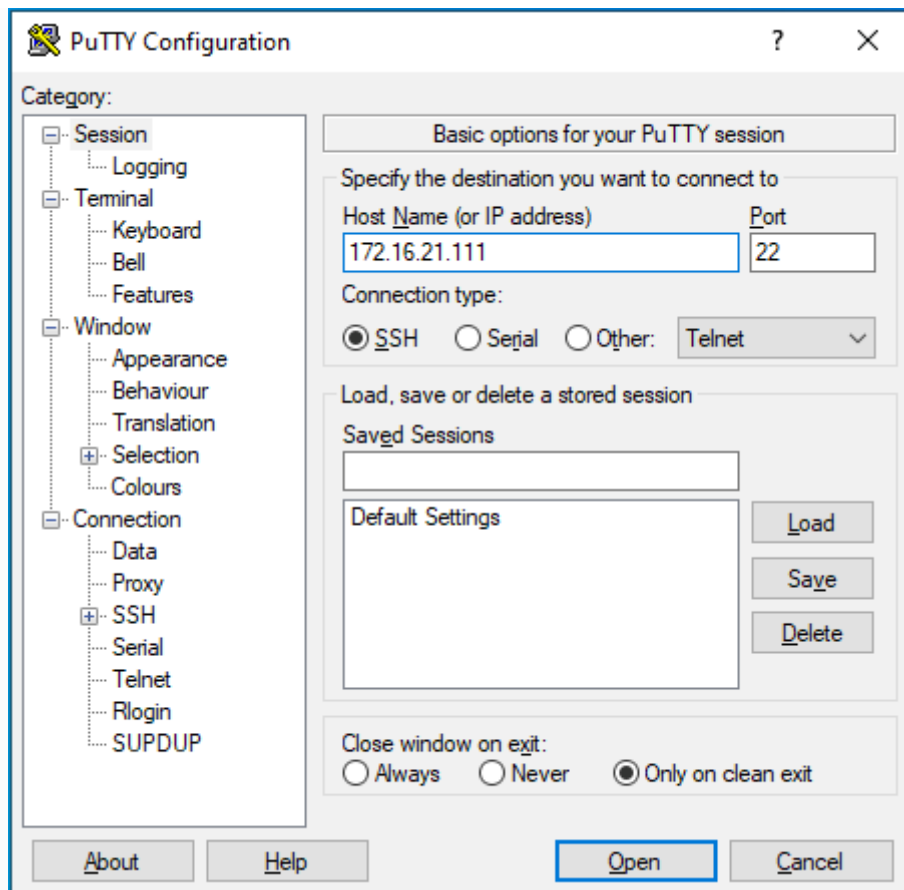 PuTTY Configuration ? ×
Category:
Session
Logging
Terminal
Keyboard
Bell
Features
Window
Appearance
Behaviour
Translation
Selection
Colours
Connection
Data
Proxy
SSH
Serial
Telnet
Rlogin
SUPDUP
Basic options for your PuTTY session
Specify the destination you want to connect to
Host Name (or IP address) Port
172.16.21.111 22
Connection type:
SSH Serial Other: Telnet
Load, save or delete a stored session
Saved Sessions
Default Settings
Load
Save
Delete
Close window on exit:
Always Never Only on clean exit
About Help Open Cancel